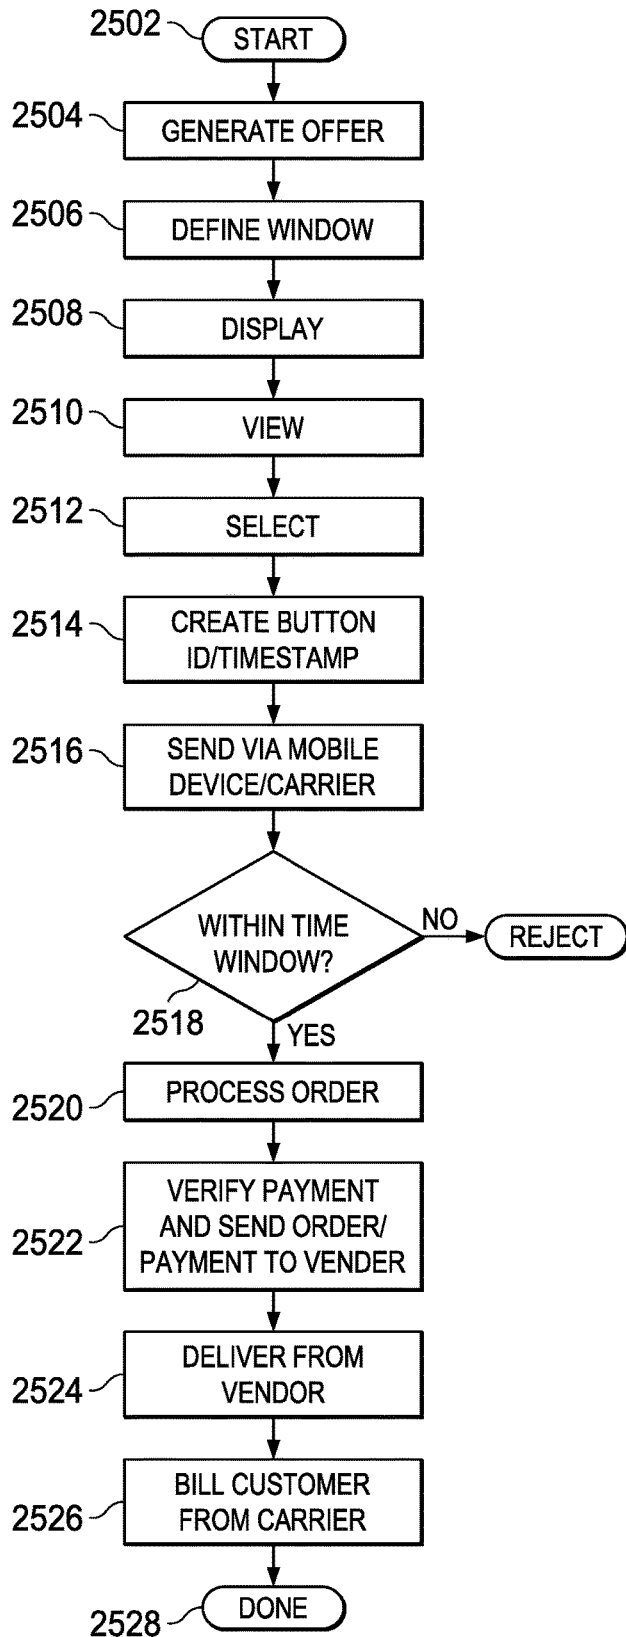 2502
START
2504
GENERATE OFFER
2506
DEFINE WINDOW
2508
DISPLAY
2510
VIEW
2512
SELECT
2514
CREATE BUTTON
ID/TIMESTAMP
2516
SEND VIA MOBILE
DEVICE/CARRIER
WITHIN TIME
WINDOW?
NO
REJECT
2518
YES
2520
PROCESS ORDER
2522
VERIFY PAYMENT
AND SEND ORDER/
PAYMENT TO VENDER
2524
DELIVER FROM
VENDOR
2526
BILL CUSTOMER
FROM CARRIER
2528
DONE